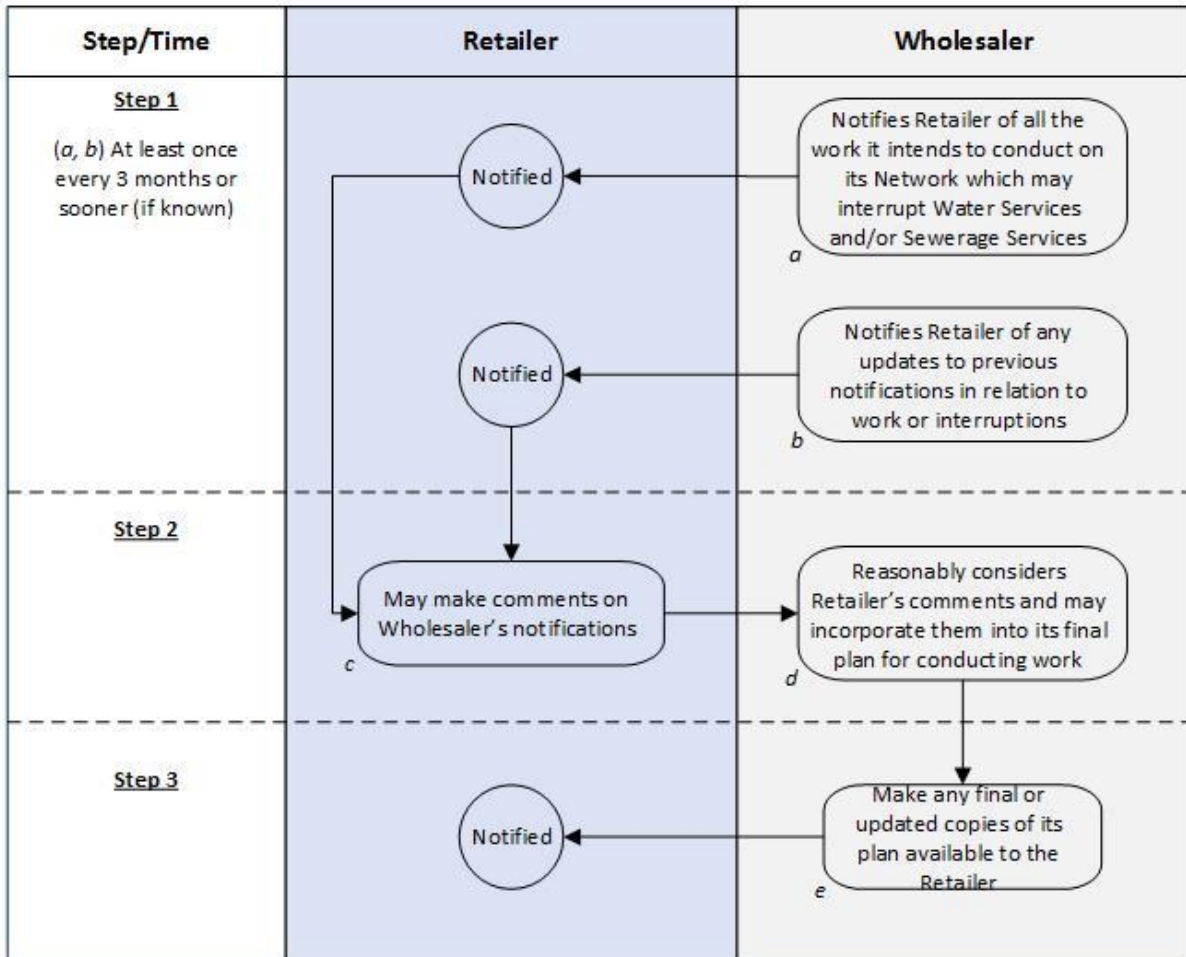 Step/Time
Retailer
Wholesaler
Step 1
(a, b) At least once
every 3 months or
sooner (if known)
Notified
Notifies Retailer of all the
work it intends to conduct on
its Network which may
interrupt Water Services
and/or Sewerage Services
a
Notified
Notifies Retailer of any
updates to previous
notifications in relation to
work or interruptions
b
Step 2
May make comments on
Wholesaler's notifications
c
Reasonably considers
Retailer's comments and may
incorporate them into its final
plan for conducting work
d
Step 3
Notified
Make any final or
updated copies of its
plan available to the
Retailer
e